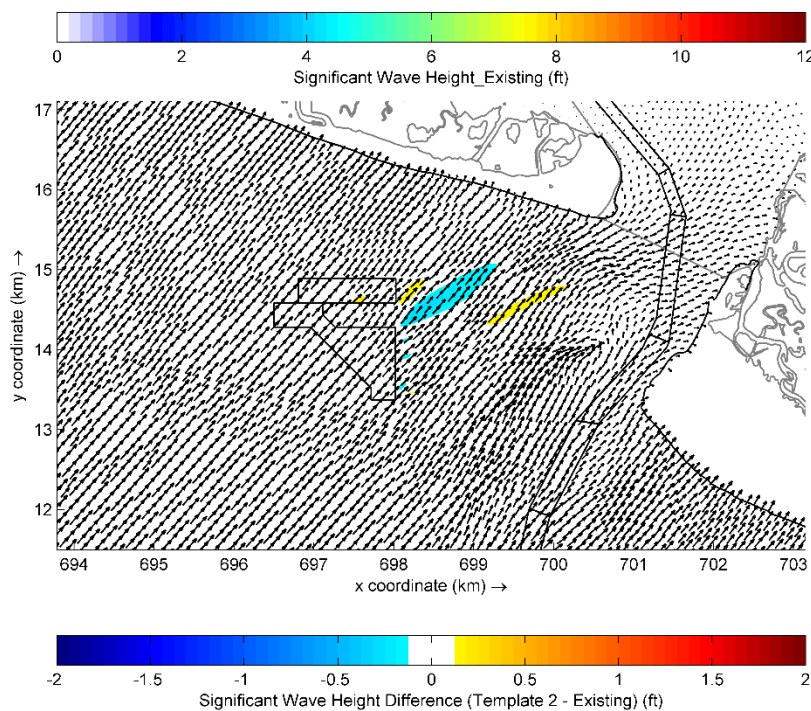 0 2 4 6 8 10 12
Significant Wave Height_Existing (ft)
17
16
15
14
13
12
y coordinate (km) →
694 695 696 697 698 699 700 701 702 703
x coordinate (km) →
-2 -1.5 -1 -0.5 0 0.5 1 1.5 2
Significant Wave Height Difference (Template 2 - Existing) (ft)